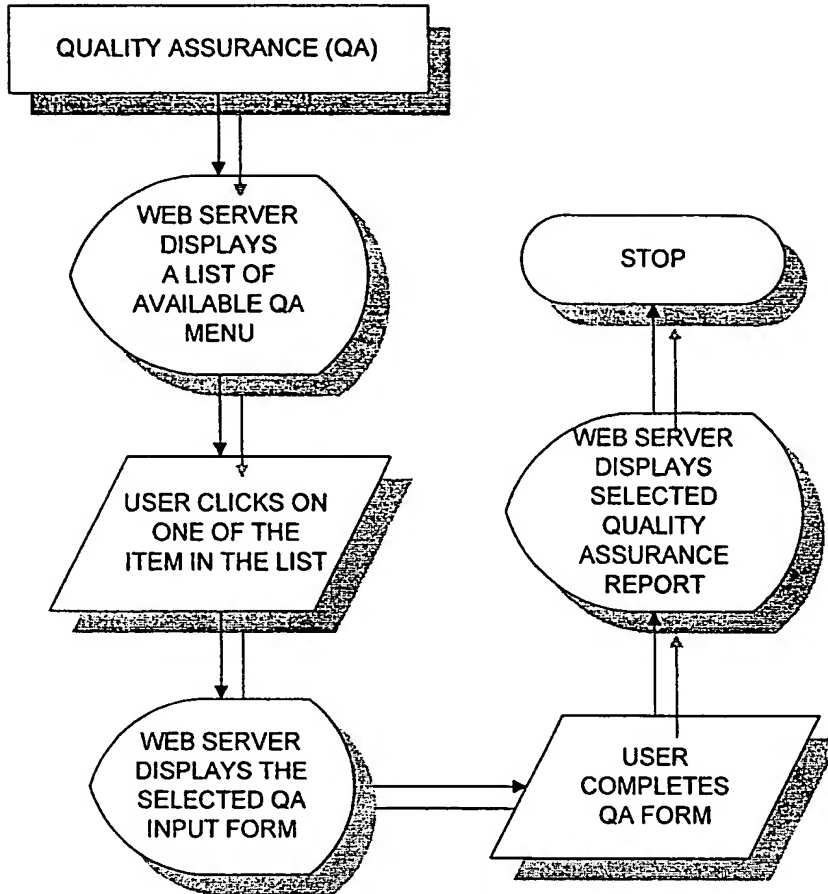 QUALITY ASSURANCE (QA)
WEB SERVER
DISPLAYS
A LIST OF
AVAILABLE QA
MENU
USER CLICKS ON
ONE OF THE
ITEM IN THE LIST
WEB SERVER
DISPLAYS THE
SELECTED QA
INPUT FORM
USER
COMPLETES
QA FORM
WEB SERVER
DISPLAYS
SELECTED
QUALITY
ASSURANCE
REPORT
STOP